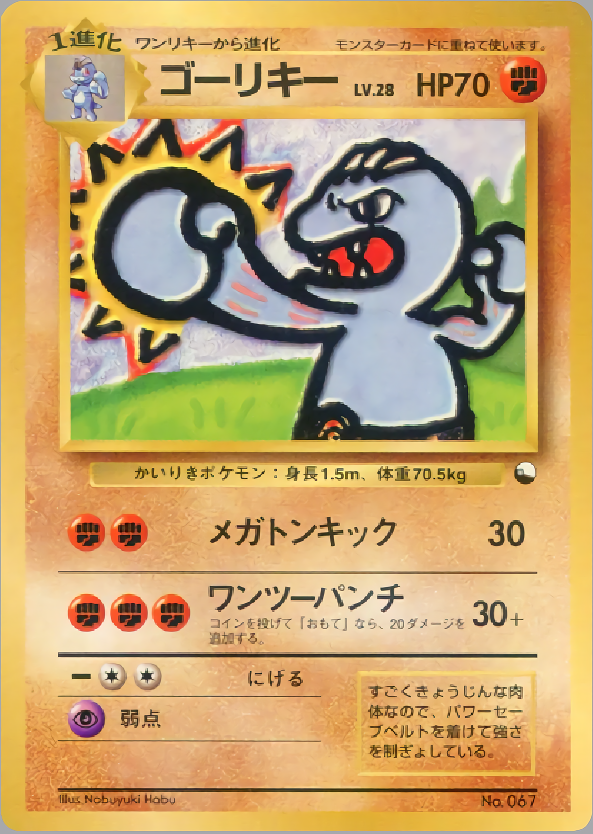 1進化 ワンリキーから進化 モンスターカードに重ねて使います。
ゴーリキー LV.28 HP70
かいりきポケモン：身長1.5m、体重70.5kg
メガトンキック 30
ワンツーパンチ 30+
コインを投げて「おもて」なら、20ダメージを
追加する。
にげる
弱点
すごくきょうじんな肉
体なので、パワーセー
ブベルトを着けて強さ
を制ぎょしている。
Illus Nobuyuki Habu No. 067